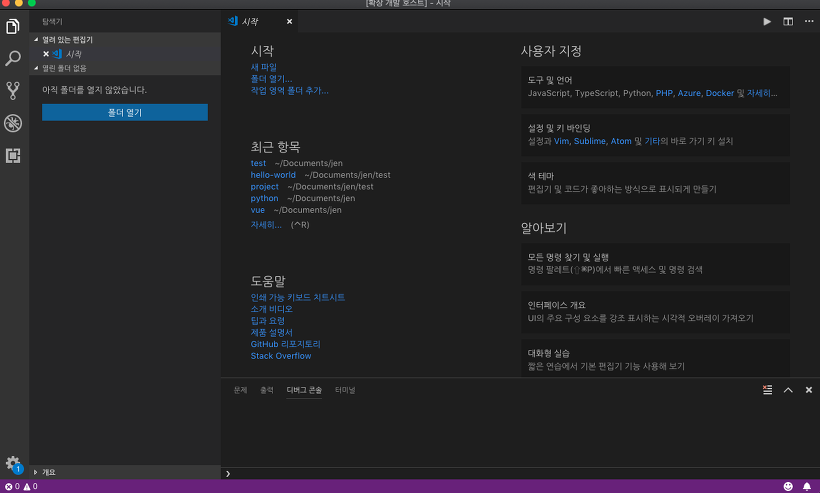 [확장 개발 호스트] - 시작
탐색기
열려 있는 편집기
시작
열린 폴더 없음
아직 폴더를 열지 않았습니다.
폴더 열기
시작
시작
새 파일
폴더 열기...
작업 영역 폴더 추가...
최근 항목
test ~/Documents/jen
hello-world ~/Documents/jen/test
project ~/Documents/jen/test
python ~/Documents/jen
vue ~/Documents/jen
자세히... (^R)
도움말
인쇄 가능 키보드 치트시트
소개 비디오
팁과 요령
제품 설명서
GitHub 리포지토리
Stack Overflow
사용자 지정
도구 및 언어
JavaScript, TypeScript, Python, PHP, Azure, Docker 및 자세히...
설정 및 키 바인딩
설정과 Vim, Sublime, Atom 및 기타의 바로 가기 키 설치
색 테마
편집기 및 코드가 좋아하는 방식으로 표시되게 만들기
알아보기
모든 명령 찾기 및 실행
명령 팔레트(⇧⌘P)에서 빠른 액세스 및 명령 검색
인터페이스 개요
UI의 주요 구성 요소를 강조 표시하는 시각적 오버레이 가져오기
대화형 실습
짧은 연습에서 기본 편집기 기능 사용해 보기
문제 출력 디버그 콘솔 터미널
개요
1
0 0